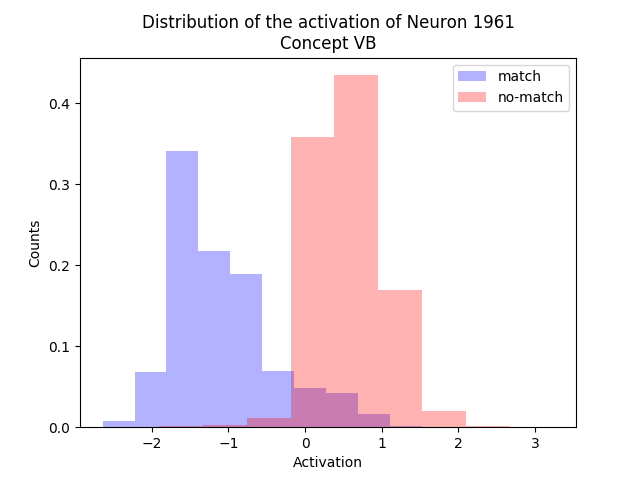 Distribution of the activation of Neuron 1961
Concept VB
match
no-match
Counts
0.4
0.3
0.2
0.1
0.0
−2
−1
0
1
2
3
Activation